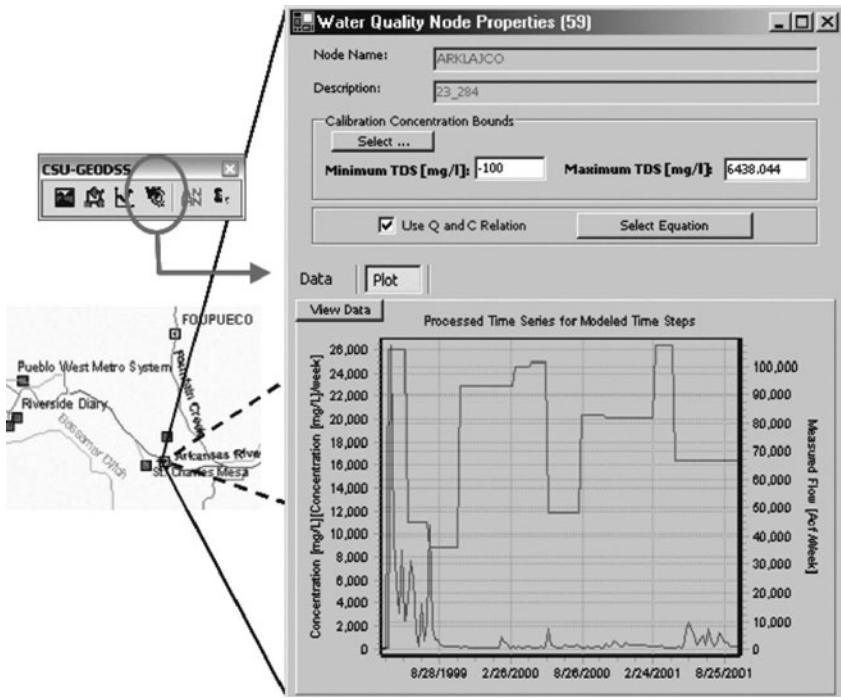 Water Quality Node Properties (59)
Node Name:
ARKLAJCO
Description:
23_284
Calibration Concentration Bounds
Select ...
Minimum TDS [mg/l]: -100
Maximum TDS [mg/l]: 6438.044
Use Q and C Relation
Select Equation
Data
Plot
View Data
Processed Time Series for Modeled Time Steps
Concentration [mg/L][Concentration [mg/L]/week]
26,000
24,000
22,000
20,000
18,000
16,000
14,000
12,000
10,000
8,000
6,000
4,000
2,000
0
100,000
90,000
80,000
70,000
60,000
50,000
40,000
30,000
20,000
10,000
0
Measured Flow [Acf/Week]
8/28/1999
2/26/2000
8/26/2000
2/24/2001
8/25/2001
CSU-GEODSS
FOUPUECO
Fountain Creek
Pueblo West Metro System
Riverside Diary
Bessemer Ditch
Arkansas Rive
St. Charles Mesa